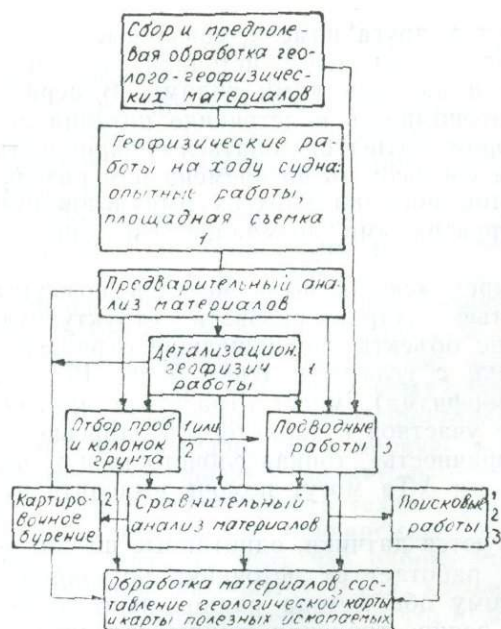 Сбор и предполе-
вая обработка гео-
лого-геофизичес-
ких материалов
Геофизические ра-
боты на ходу судна:
опытные работы,
площадная съемка
1
Предварительный ана-
лиз материалов
Детализацион.
геофизич
работы
1
Отбор проб
и колонок
грунта
1 или
2
Подводные
работы
3
Картиро-
вочное
бурение
2
Сравнительный
анализ материалов
Поисковые
работы
1
2
3
Обработка материалов, сос-
тавление геологической карты
и карты полезных ископаемых